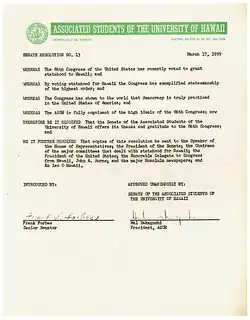 ASSOCIATED STUDENTS OF THE UNIVERSITY OF HAWAII
SENATE RESOLUTION NO. 13 March 17, 1959
WHEREAS The 86th Congress of the United States has recently voted to grant
statehood to Hawaii; and
WHEREAS By voting statehood for Hawaii the Congress has exemplified statesmanship
of the highest order; and
WHEREAS The Congress has shown to the world that democracy is truly practiced
in the United States of America; and
WHEREAS The ASUH is fully cognizant of the high ideals of the 86th Congress; now
THEREFORE BE IT RESOLVED That the Senate of the Associated Students of the
University of Hawaii offers its thanks and gratitude to the 86th Congress;
and
BE IT FURTHER RESOLVED That copies of this resolution be sent to the Speaker of
the House of Representatives, the President of the Senate, the Chairmen
of the major committees that dealt with statehood for Hawaii, the
President of the United States, the Honorable Delegate to Congress
from Hawaii, John A. Burns, and the major Honolulu newspapers, and
Ka Leo O Hawaii.
INTRODUCED BY: APPROVED UNANIMOUSLY BY:
SENATE OF THE ASSOCIATED STUDENTS OF
THE UNIVERSITY OF HAWAII
Frank Forbes
Senior Senator
President, ASUH